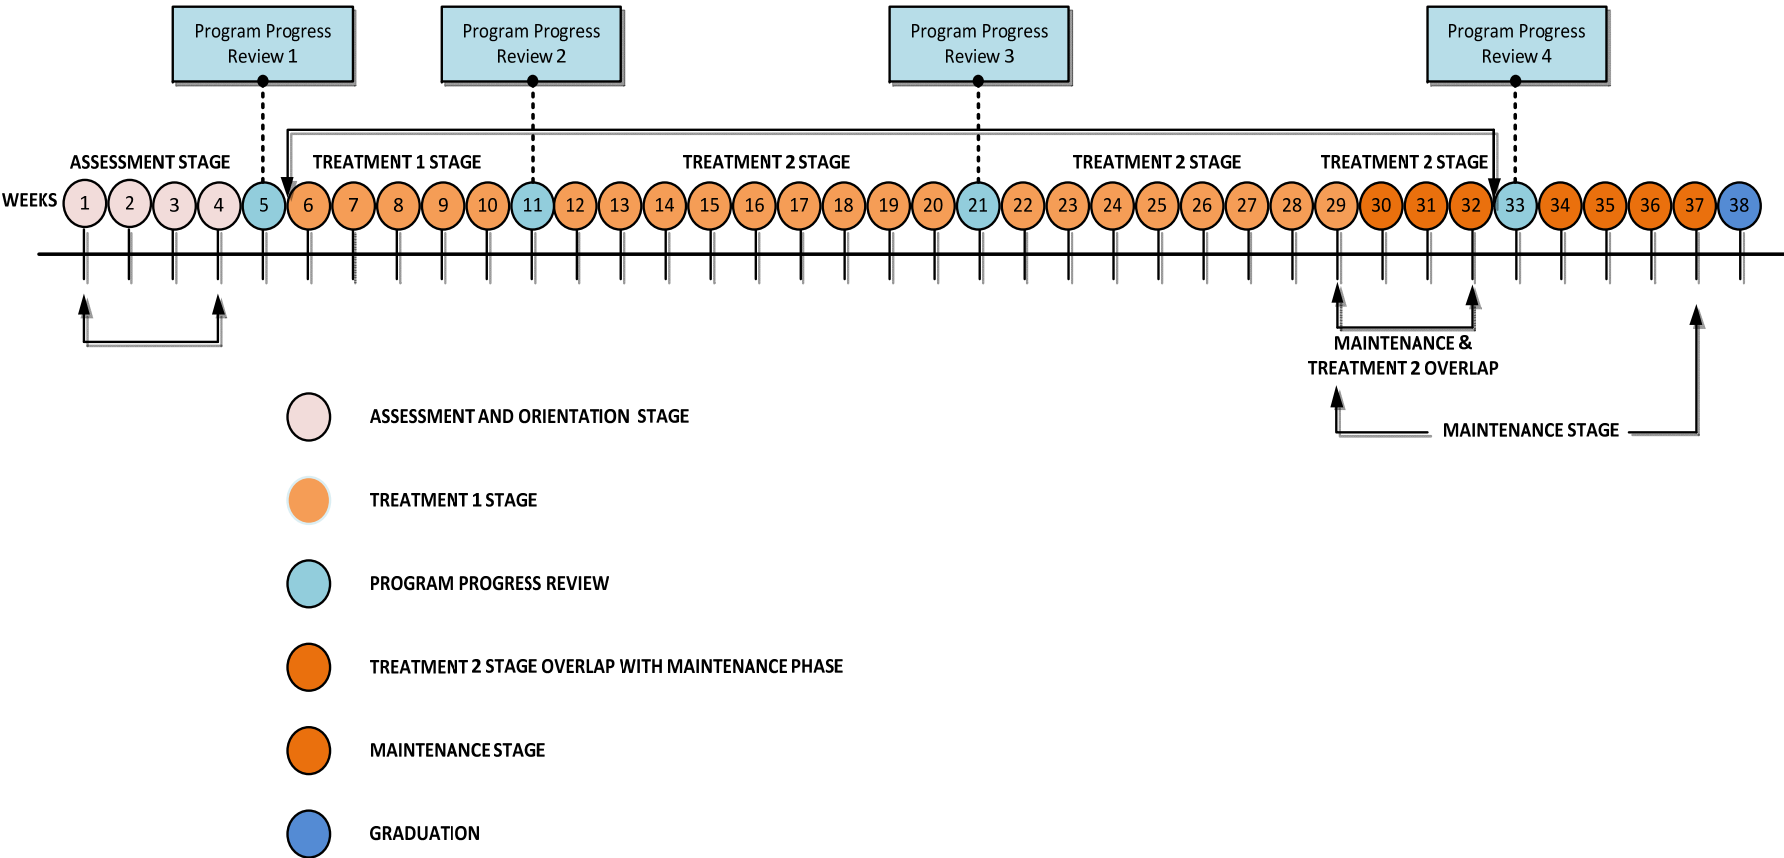 Program Progress
Review 1
Program Progress
Review 2
Program Progress
Review 3
Program Progress
Review 4
ASSESSMENT STAGE TREATMENT 1 STAGE TREATMENT 2 STAGE TREATMENT 2 STAGE TREATMENT 2 STAGE
WEEKS 1 2 3 4 5 6 7 8 9 10 11 12 13 14 15 16 17 18 19 20 21 22 23 24 25 26 27 28 29 30 31 32 33 34 35 36 37 38
MAINTENANCE &
TREATMENT 2 OVERLAP
MAINTENANCE STAGE
ASSESSMENT AND ORIENTATION STAGE
TREATMENT 1 STAGE
PROGRAM PROGRESS REVIEW
TREATMENT 2 STAGE OVERLAP WITH MAINTENANCE PHASE
MAINTENANCE STAGE
GRADUATION